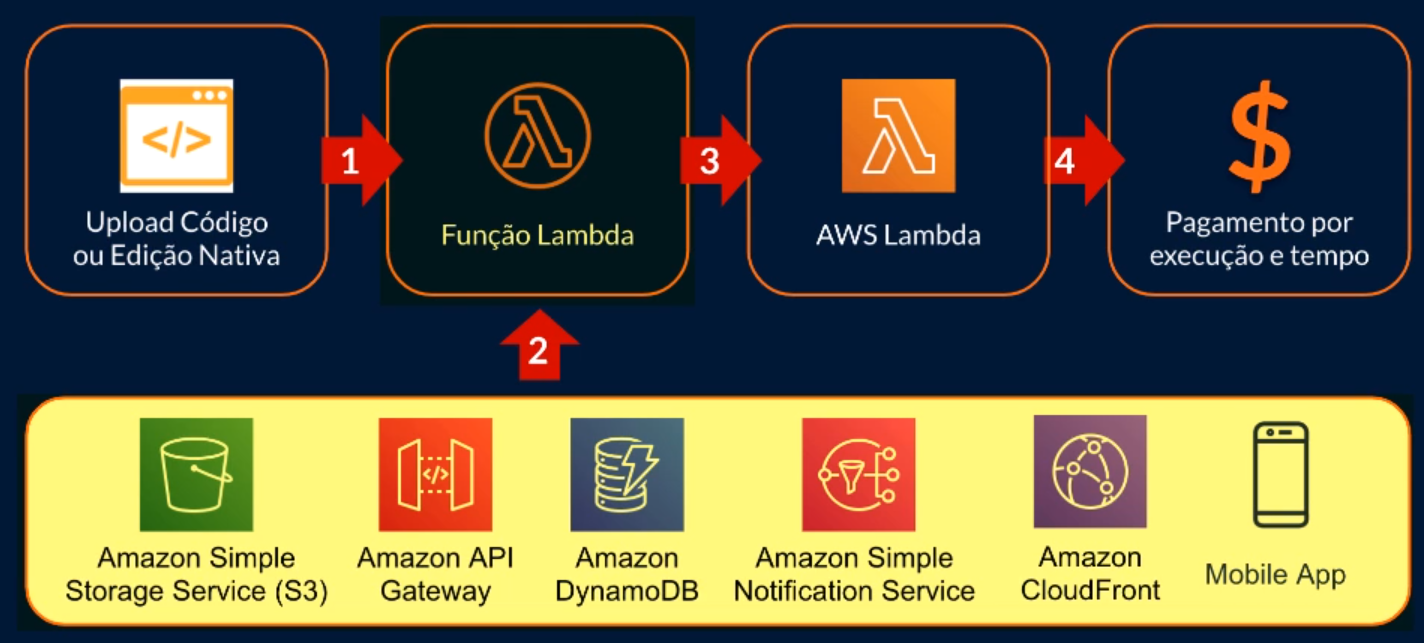 </>
1
3
4
$
Upload Código
ou Edição Nativa
Função Lambda
AWS Lambda
Pagamento por
execução e tempo
2
</>
Amazon Simple
Storage Service (S3)
Amazon API
Gateway
Amazon
DynamoDB
Amazon Simple
Notification Service
Amazon
CloudFront
Mobile App